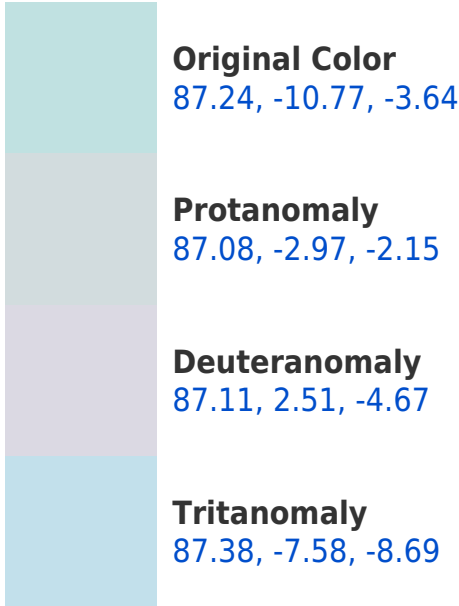 Original Color
87.24, -10.77, -3.64
Protanomaly
87.08, -2.97, -2.15
Deuteranomaly
87.11, 2.51, -4.67
Tritanomaly
87.38, -7.58, -8.69